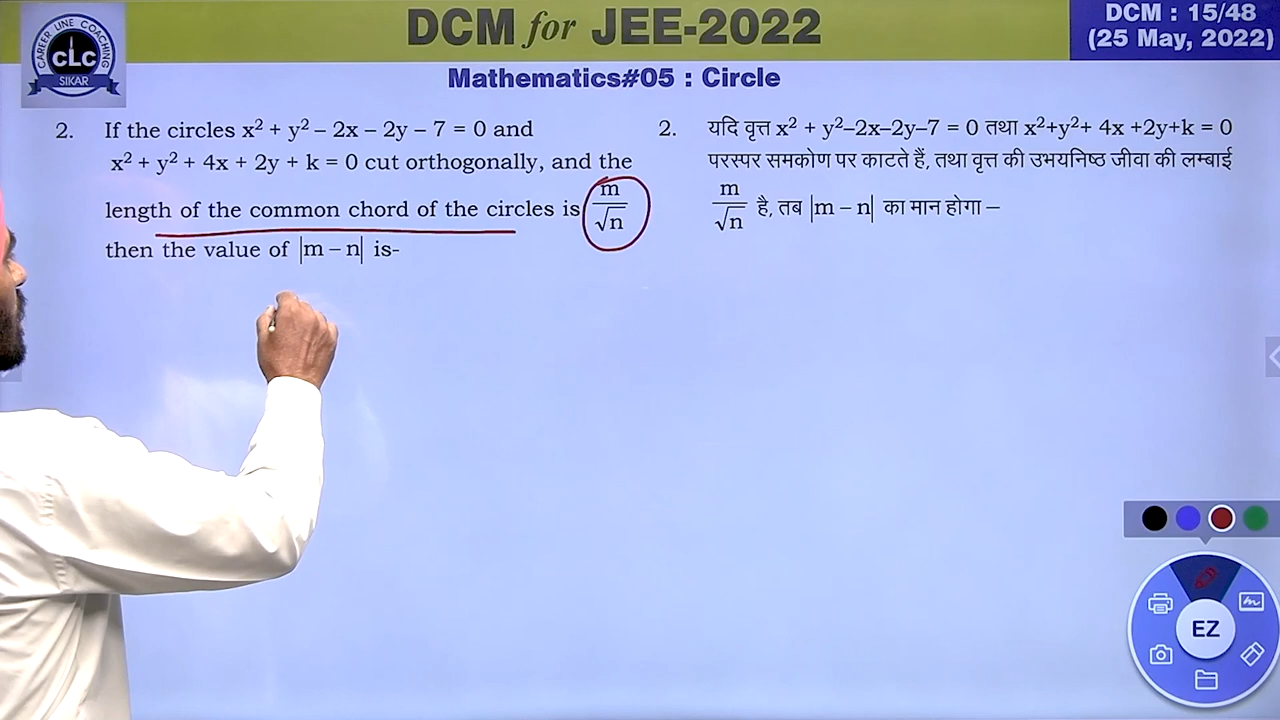 CAREER LINE COACHING
CLC
SIKAR
DCM for JEE-2022
DCM : 15/48
(25 May, 2022)
Mathematics#05 : Circle
2. If the circles x² + y² – 2x – 2y – 7 = 0 and
x² + y² + 4x + 2y + k = 0 cut orthogonally, and the
length of the common chord of the circles is m/√n
then the value of |m – n| is-
2. यदि वृत्त x² + y²–2x–2y–7 = 0 तथा x²+y²+ 4x +2y+k = 0
परस्पर समकोण पर काटते हैं, तथा वृत्त की उभयनिष्ठ जीवा की लम्बाई
m/√n है, तब |m – n| का मान होगा –
EZ